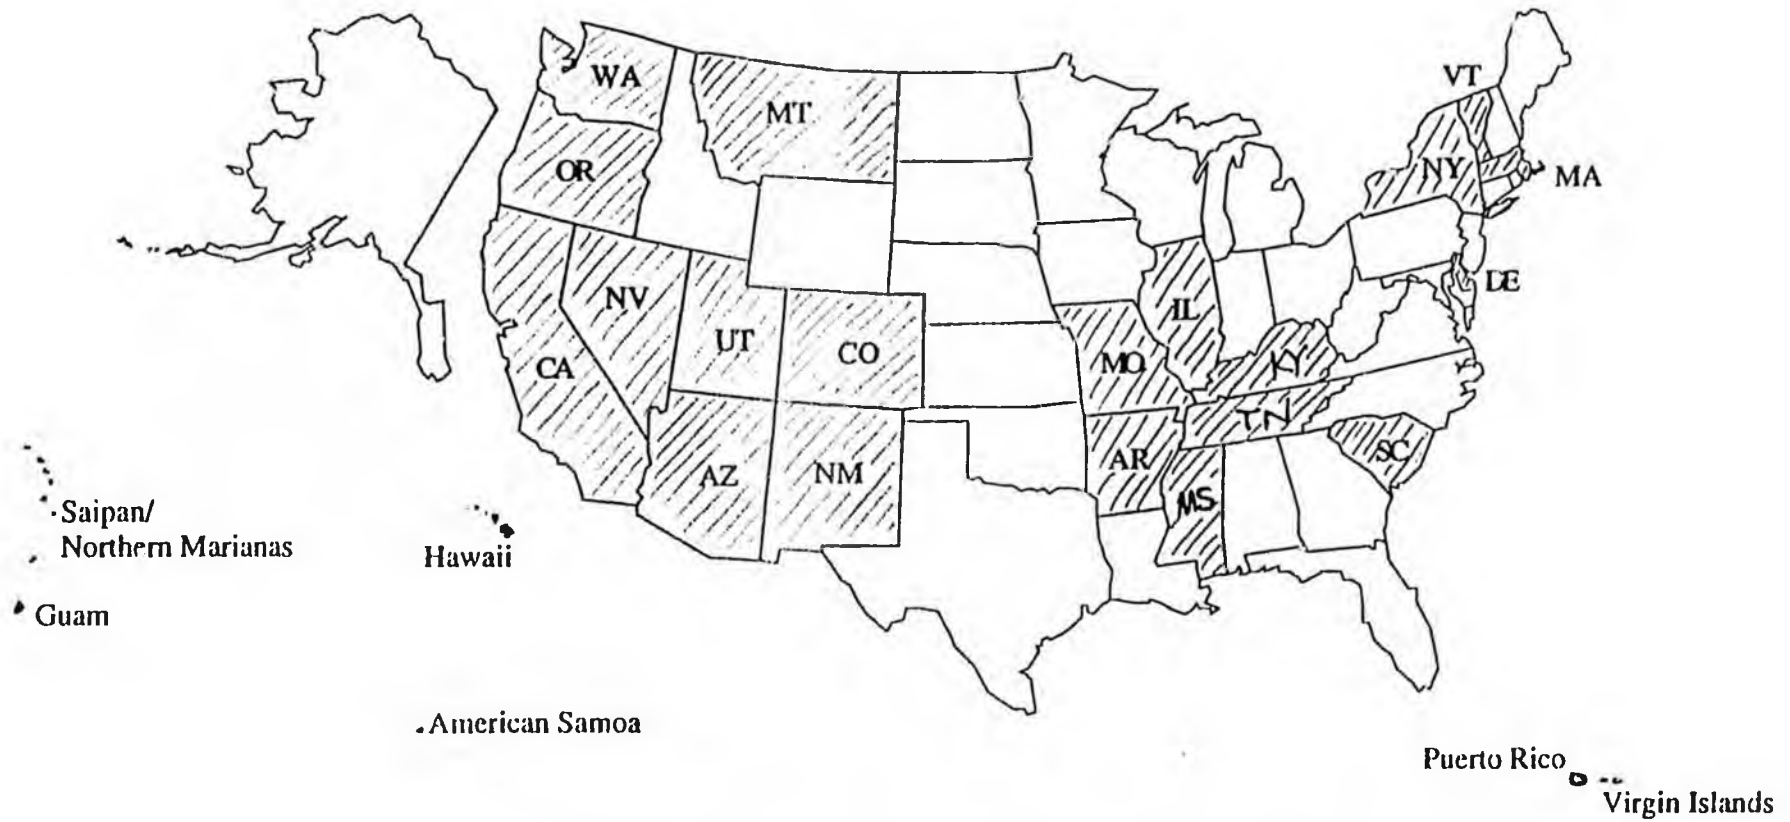 WA
MT
VT
OR
NY
MA
NV
DE
IL
UT
CO
CA
MO
KY
TN
AR
SC
AZ
NM
MS
Saipan/
Northern Marianas
Hawaii
Guam
American Samoa
Puerto Rico
Virgin Islands